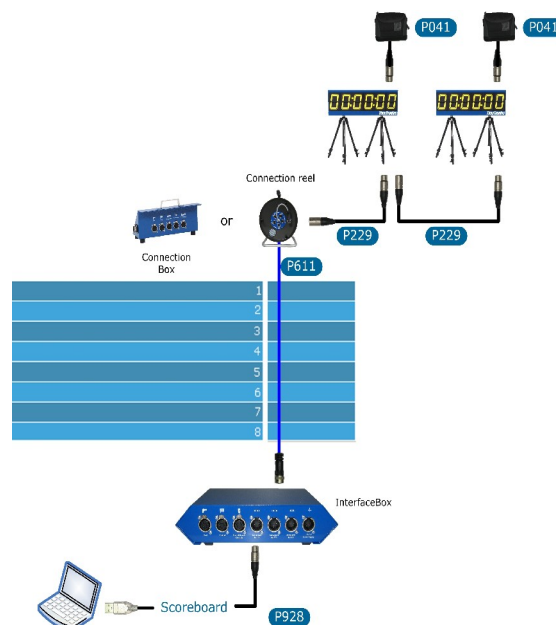 P041
P041
00:00:00
00:00:00
Connection reel
or
Connection
Box
P229
P229
P611
1
2
3
4
5
6
7
8
InterfaceBox
Scoreboard
P928